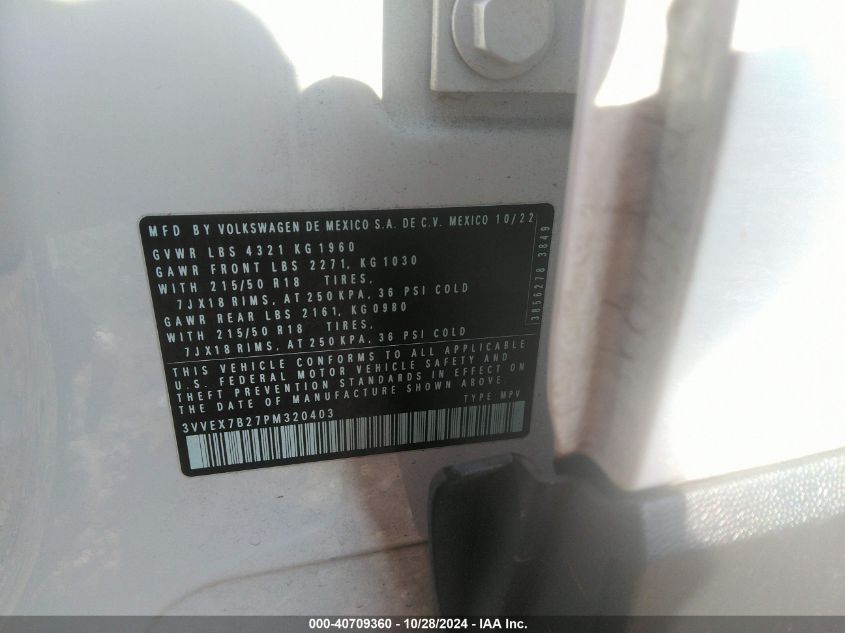 MFD BY VOLKSWAGEN DE MEXICO S.A. DE C.V. MEXICO 10/22
GVWR LBS 4321 KG 1960
GAWR FRONT LBS 2271, KG 1030
WITH 215/50 R18 TIRES,
7JX18 RIMS, AT 250 KPA, 36 PSI COLD
GAWR REAR LBS 2161, KG 0980
WITH 215/50 R18 TIRES,
7JX18 RIMS, AT 250 KPA, 36 PSI COLD
THIS VEHICLE CONFORMS TO ALL APPLICABLE
U.S. FEDERAL MOTOR VEHICLE SAFETY AND
THEFT PREVENTION STANDARDS IN EFFECT ON
THE DATE OF MANUFACTURE SHOWN ABOVE.
3VVEX7B27PM320403 TYPE: MPV
3856278 3849
000-40709360 - 10/28/2024 - IAA Inc.